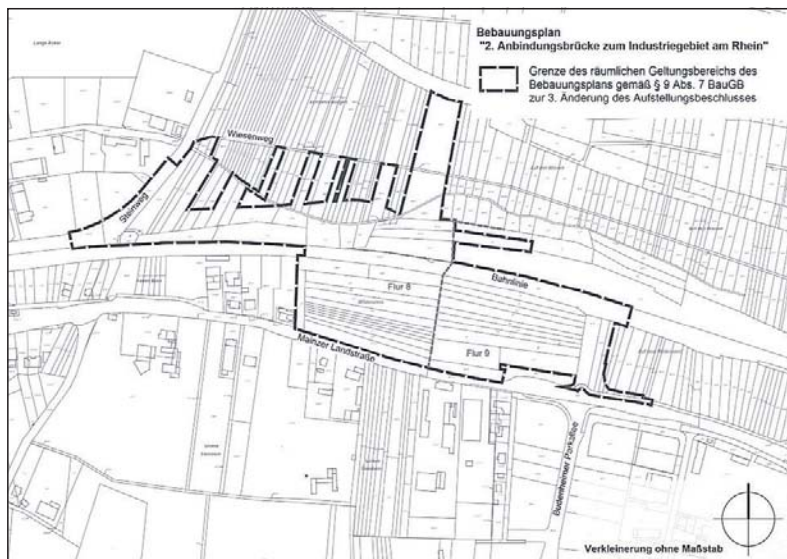 Bebauungsplan
"2. Anbindungsbrücke zum Industriegebiet am Rhein"
Grenze des räumlichen Geltungsbereichs des
Bebauungsplans gemäß § 9 Abs. 7 BauGB
zur 3. Änderung des Aufstellungsbeschlusses
Wiesenweg
Steinweg
Bahnlinie
Flur 8
Flur 9
Mainzer Landstraße
Budenheimer Parkallee
Verkleinerung ohne Maßstab